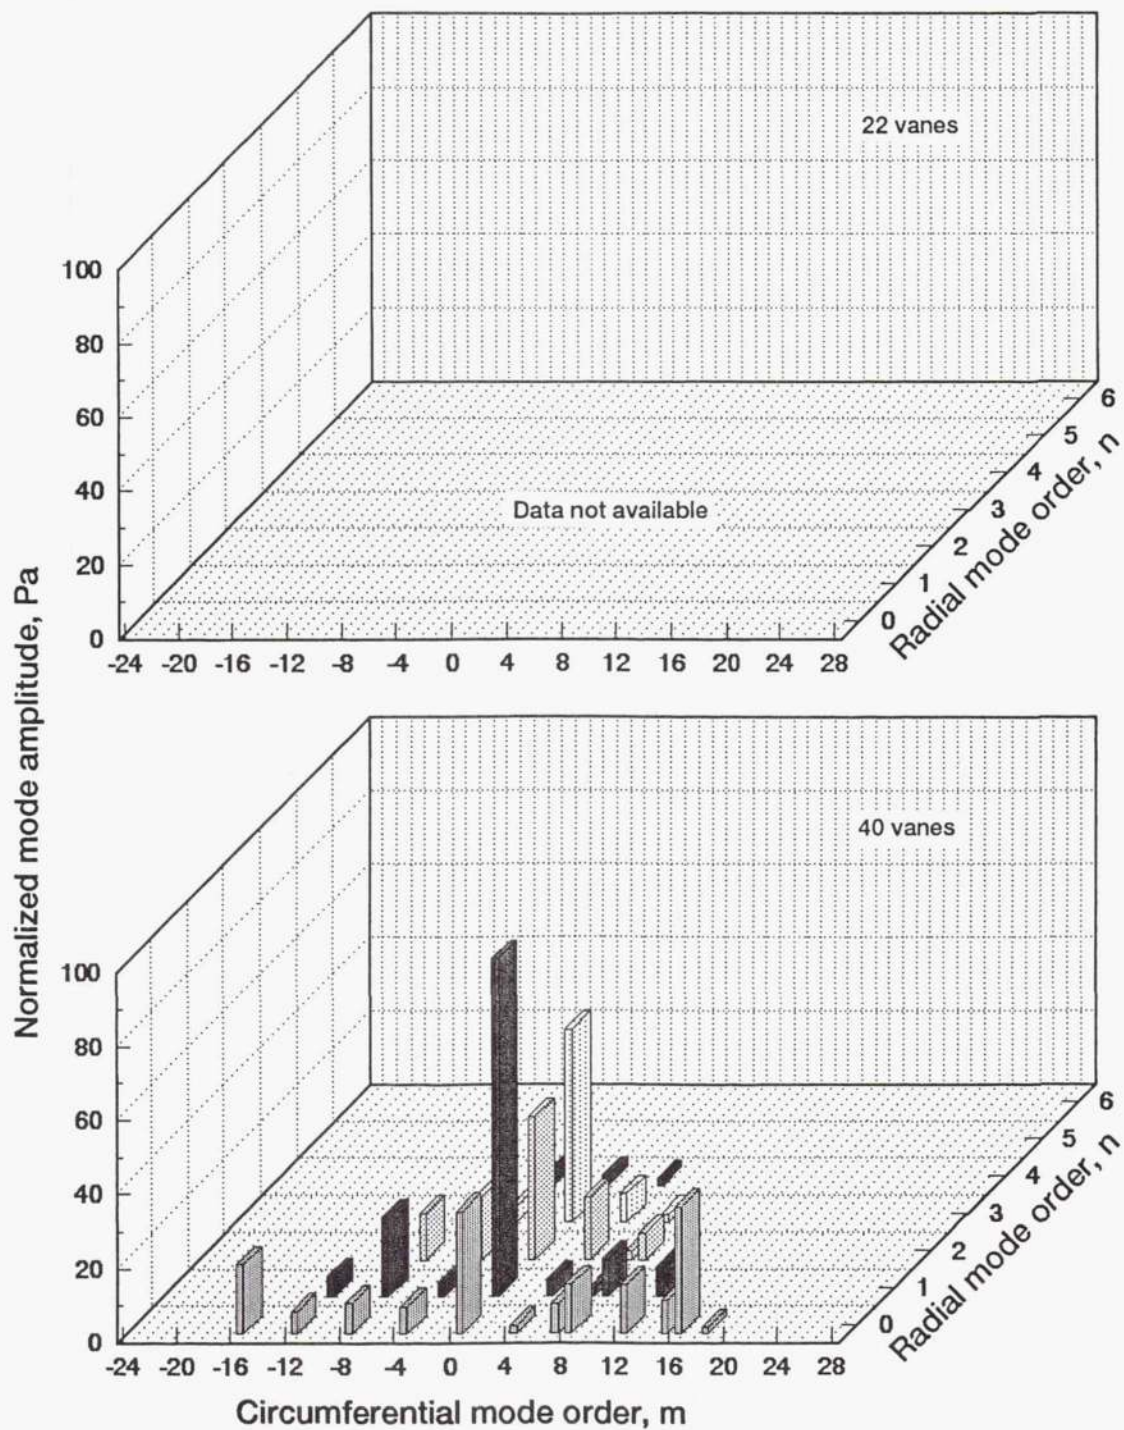 22 vanes
100
80
60
40
20
0
Data not available
-24 -20 -16 -12 -8 -4 0 4 8 12 16 20 24 28
0 1 2 3 4 5 6
Radial mode order, n
Normalized mode amplitude, Pa
40 vanes
100
80
60
40
20
0
-24 -20 -16 -12 -8 -4 0 4 8 12 16 20 24 28
0 1 2 3 4 5 6
Radial mode order, n
Circumferential mode order, m